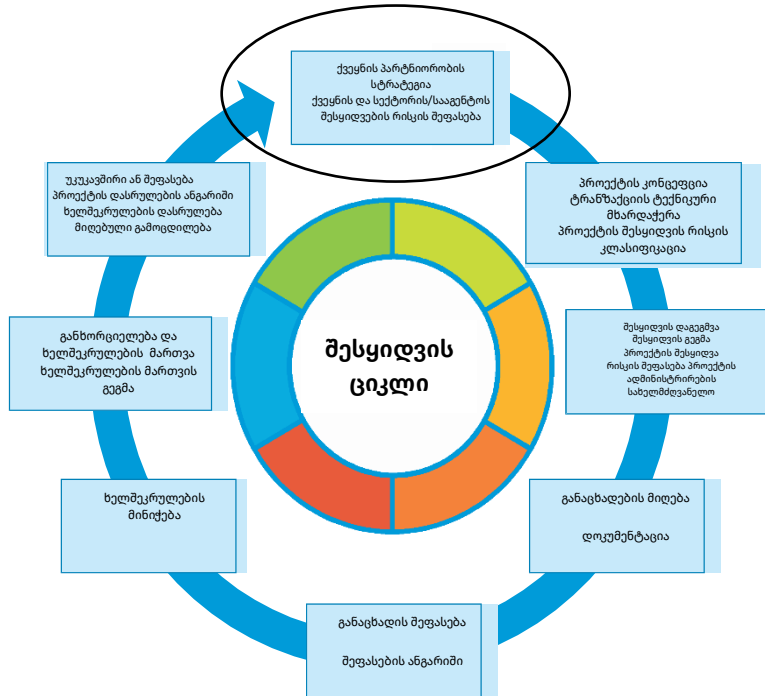 ქვეყნის პარტნიორობის
სტრატეგია
ქვეყნის და სექტორის/სააგენტოს
შესყიდვების რისკის შეფასება
პროექტის კონცეფცია
ტრანზაქციის ტექნიკური
მხარდაჭერა
პროექტის შესყიდვის რისკის
კლასიფიკაცია
შესყიდვის დაგეგმვა
შესყიდვის გეგმა
პროექტის შესყიდვა
რისკის შეფასება პროექტის
ადმინისტრირების
სახელმძღვანელო
განაცხადების მიღება
დოკუმენტაცია
განაცხადის შეფასება
შეფასების ანგარიში
ხელშეკრულების
მინიჭება
განხორციელება და
ხელშეკრულების მართვა
ხელშეკრულების მართვის
გეგმა
უკუკავშირი ან შეფასება
პროექტის დასრულების ანგარიში
ხელშეკრულების დასრულება
მიღებული გამოცდილება
შესყიდვის
ციკლი